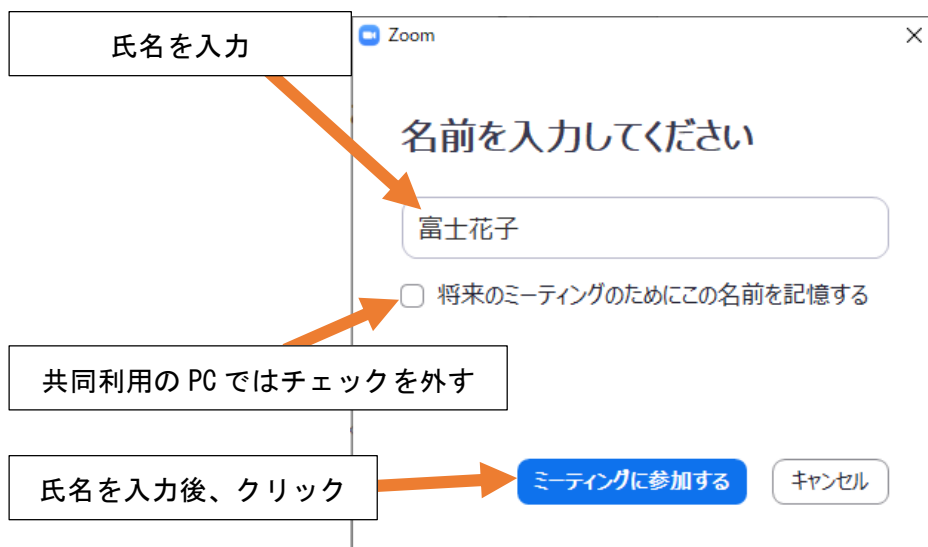 氏名を入力
Zoom
名前を入力してください
富士花子
将来のミーティングのためにこの名前を記憶する
共同利用の PC ではチェックを外す
氏名を入力後、クリック
ミーティングに参加する
キャンセル